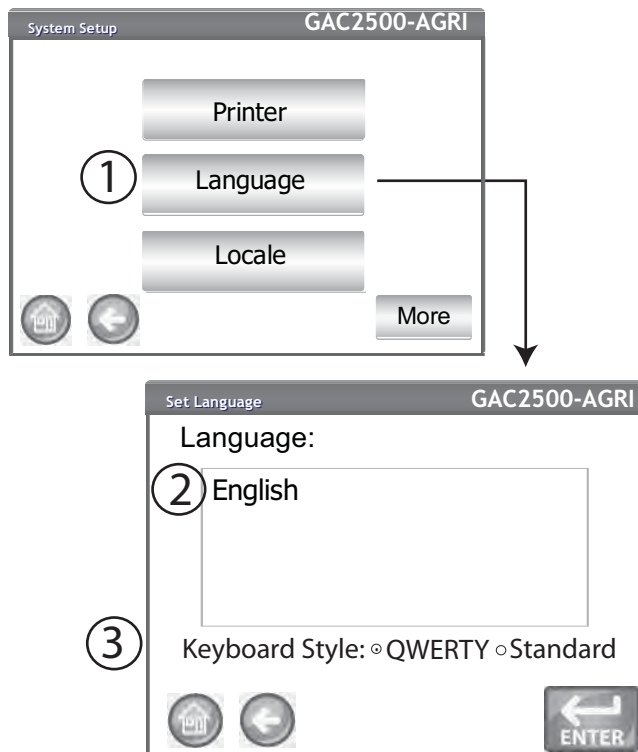 System Setup GAC2500-AGRI
Printer
1 Language
Locale
More
Set Language GAC2500-AGRI
Language:
2 English
3 Keyboard Style: QWERTY Standard
ENTER